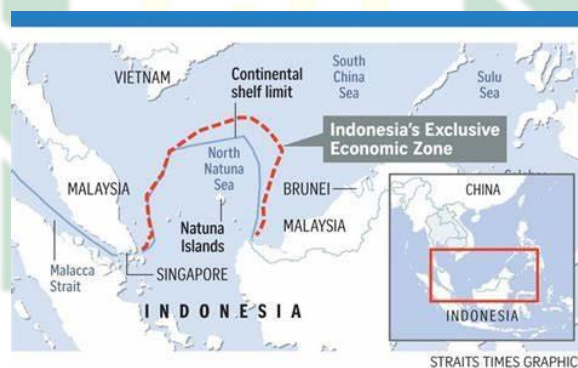 VIETNAM
Continental
shelf limit
South
China
Sea
Sulu
Sea
Indonesia's Exclusive
Economic Zone
North
Natuna
Sea
MALAYSIA
BRUNEI
CHINA
Natuna
Islands
MALAYSIA
Malacca
Strait
SINGAPORE
INDONESIA
INDONESIA
STRAITS TIMES GRAPHIC